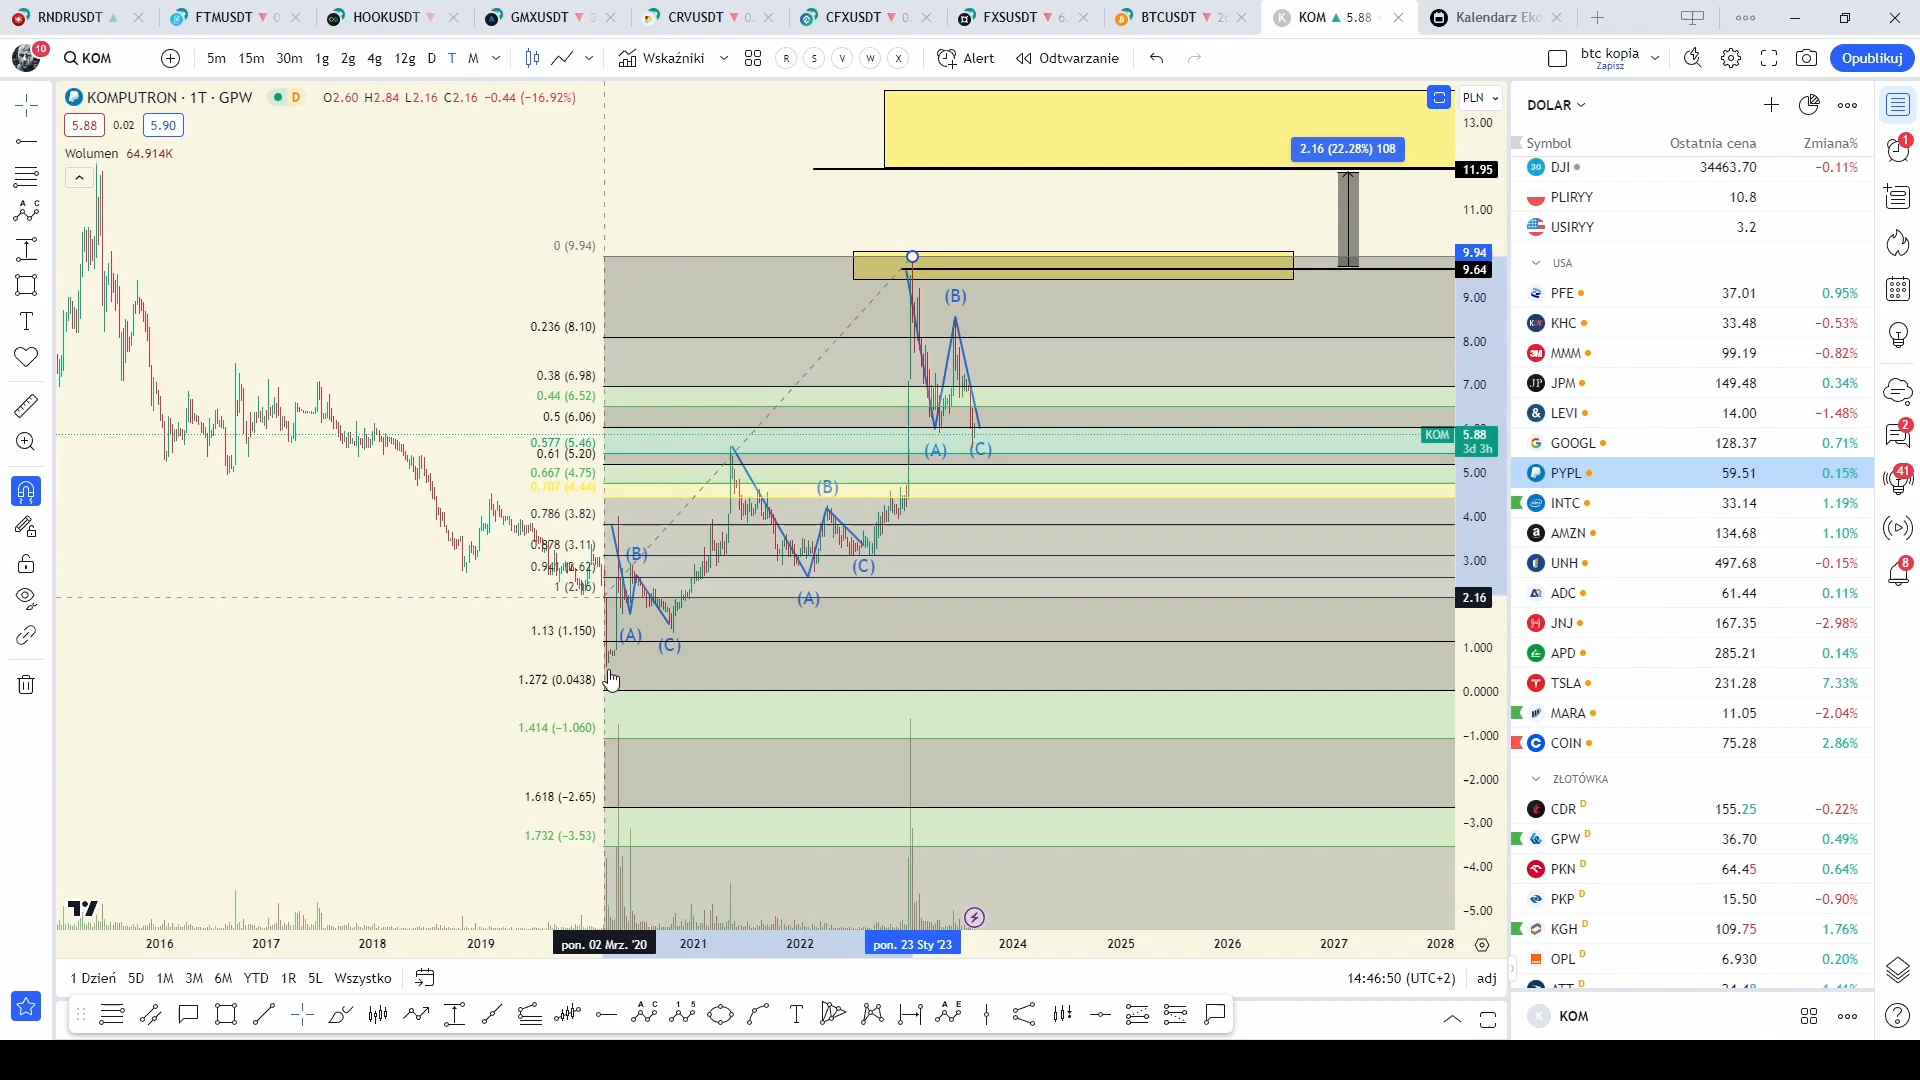 RNDRUSDT
FTMUSDT
HOOKUSDT
GMXUSDT
CRVUSDT
CFXUSDT
FXSUSDT
BTCUSDT
KOM 5.88
Kalendarz Eko
10
KOM
5m 15m 30m 1g 2g 4g 12g D T M
Wskaźniki
R S V W X
Alert
Odtwarzanie
btc kopia
Zapisz
Opublikuj
KOMPUTRON · 1T · GPW D O2.60 H2.84 L2.16 C2.16 −0.44 (−16.92%)
5.88 0.02 5.90
Wolumen 64.914K
PLN
13.00
2.16 (22.28%) 108
11.95
11.00
0 (9.94)
9.94
9.64
(B)
9.00
0.236 (8.10)
8.00
0.38 (6.98)
7.00
0.44 (6.52)
0.5 (6.06)
KOM 5.88
3d 3h
0.577 (5.46)
0.61 (5.20)
(A) (C)
0.667 (4.75)
5.00
0.707 (4.44)
(B)
0.786 (3.82)
4.00
0.878 (3.11)
(B)
3.00
(C)
1 (2.16)
2.16
(A)
1.13 (1.150)
(A)
(C)
1.000
1.272 (0.0438)
0.0000
1.414 (−1.060)
−1.000
−2.000
1.618 (−2.65)
−3.00
1.732 (−3.53)
−4.00
−5.00
2016 2017 2018 2019 pon. 02 Mrz. '20 2021 2022 pon. 23 Sty '23 2024 2025 2026 2027 2028
1 Dzień 5D 1M 3M 6M YTD 1R 5L Wszystko
14:46:50 (UTC+2) adj
DOLAR
Symbol Ostatnia cena Zmiana%
30 DJI 34463.70 −0.11%
PLIRYY 10.8
USIRYY 3.2
USA
PFE 37.01 0.95%
KHC 33.48 −0.53%
3M MMM 99.19 −0.82%
JP JPM 149.48 0.34%
& LEVI 14.00 −1.48%
G GOOGL 128.37 0.71%
PYPL 59.51 0.15%
INTC 33.14 1.19%
a AMZN 134.68 1.10%
UNH 497.68 −0.15%
ADC 61.44 0.11%
JNJ 167.35 −2.98%
APD 285.21 0.14%
TSLA 231.28 7.33%
MARA 11.05 −2.04%
COIN 75.28 2.86%
ZŁOTÓWKA
CDR D 155.25 −0.22%
GPW D 36.70 0.49%
PKN D 64.45 0.64%
PKP D 15.50 −0.90%
KGH D 109.75 1.76%
OPL D 6.930 0.20%
K KOM
1
2
41
8